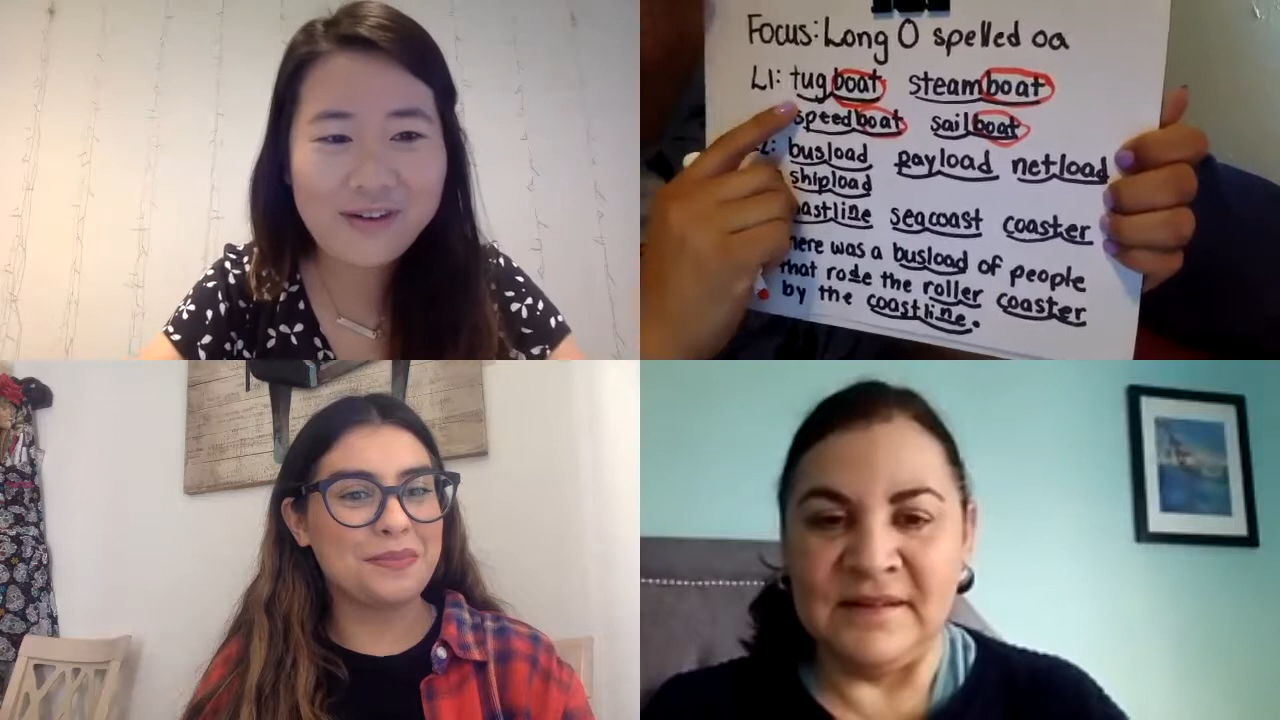 Focus: Long O spelled oa
L1: tugboat steamboat
speedboat sailboat
busload payload netload
shipload
seacoast coaster
was a busload of people
that rode the roller coaster
by the coastline.